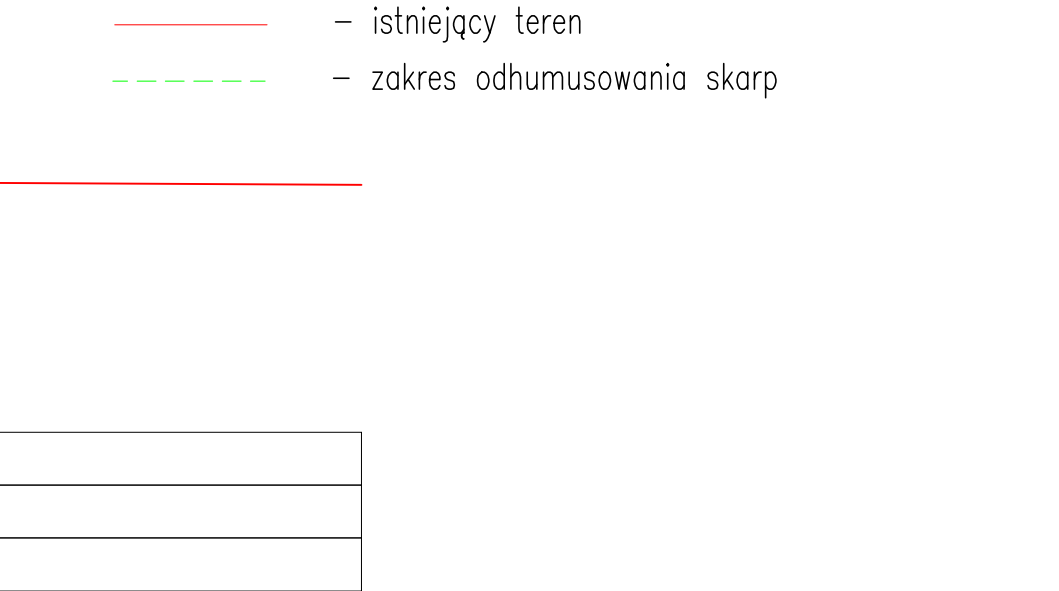 – istniejący teren
– zakres odhumusowania skarp